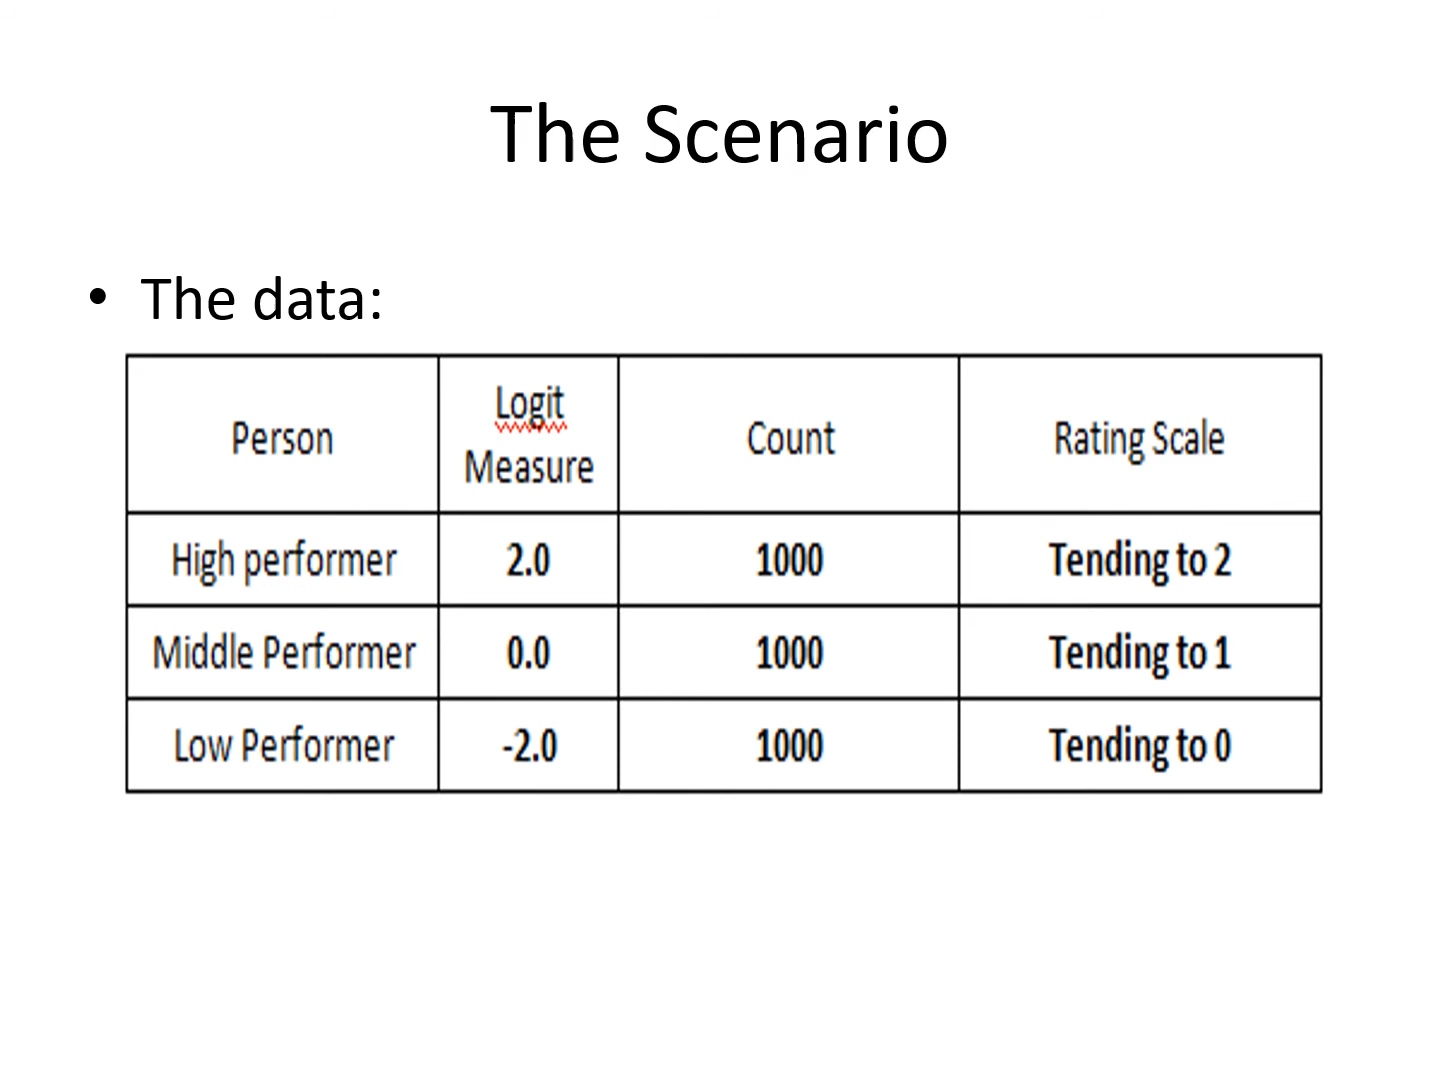 The Scenario
• The data:
Person Logit Measure Count Rating Scale
High performer 2.0 1000 Tending to 2
Middle Performer 0.0 1000 Tending to 1
Low Performer -2.0 1000 Tending to 0